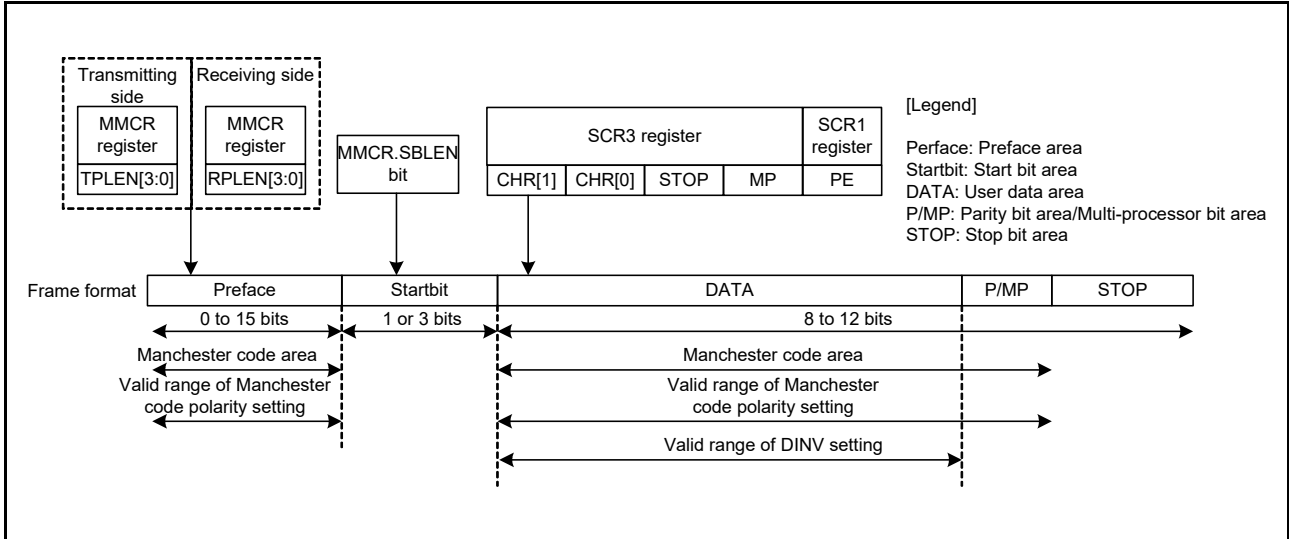 Transmitting
side
Receiving side
MMCR
register
TPLEN[3:0]
MMCR
register
RPLEN[3:0]
MMCR.SBLEN
bit
SCR3 register
SCR1
register
CHR[1]
CHR[0]
STOP
MP
PE
[Legend]
Perface: Preface area
Startbit: Start bit area
DATA: User data area
P/MP: Parity bit area/Multi-processor bit area
STOP: Stop bit area
Frame format
Preface
Startbit
DATA
P/MP
STOP
0 to 15 bits
1 or 3 bits
8 to 12 bits
Manchester code area
Manchester code area
Valid range of Manchester
code polarity setting
Valid range of Manchester
code polarity setting
Valid range of DINV setting